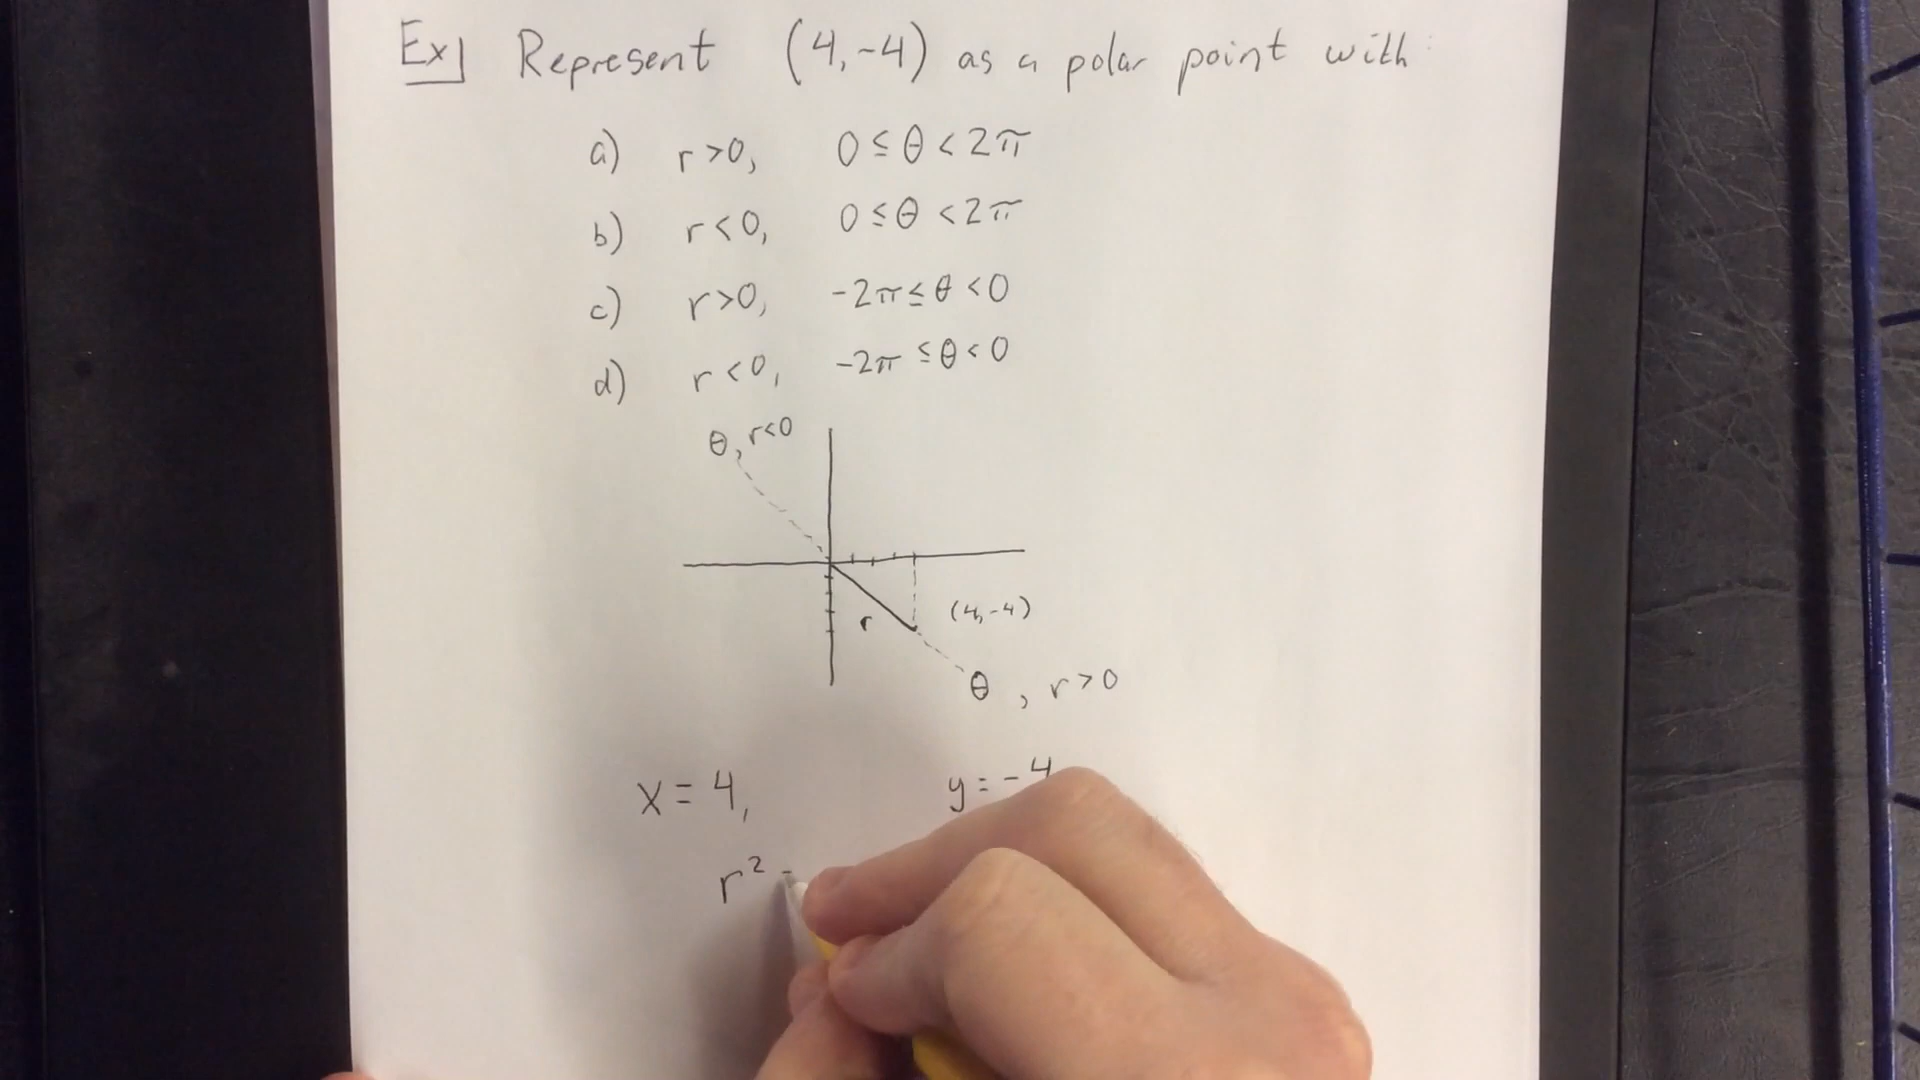 Ex] Represent (4,-4) as a polar point with:
a) r>0, 0≤θ<2π
b) r<0, 0≤θ<2π
c) r>0, -2π≤θ<0
d) r<0, -2π≤θ<0
θ, r<0
(4,-4)
r
θ, r>0
x=4, y=-4
r²